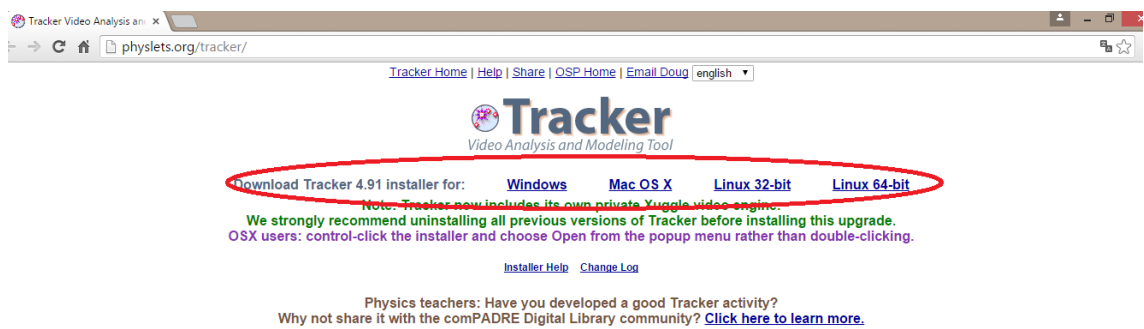 Tracker Video Analysis an
physlets.org/tracker/
Tracker Home | Help | Share | OSP Home | Email Doug english
Tracker
Video Analysis and Modeling Tool
Download Tracker 4.91 installer for: Windows Mac OS X Linux 32-bit Linux 64-bit
Note: Tracker now includes its own private Xuggle video engine.
We strongly recommend uninstalling all previous versions of Tracker before installing this upgrade.
OSX users: control-click the installer and choose Open from the popup menu rather than double-clicking.
Installer Help Change Log
Physics teachers: Have you developed a good Tracker activity?
Why not share it with the comPADRE Digital Library community? Click here to learn more.